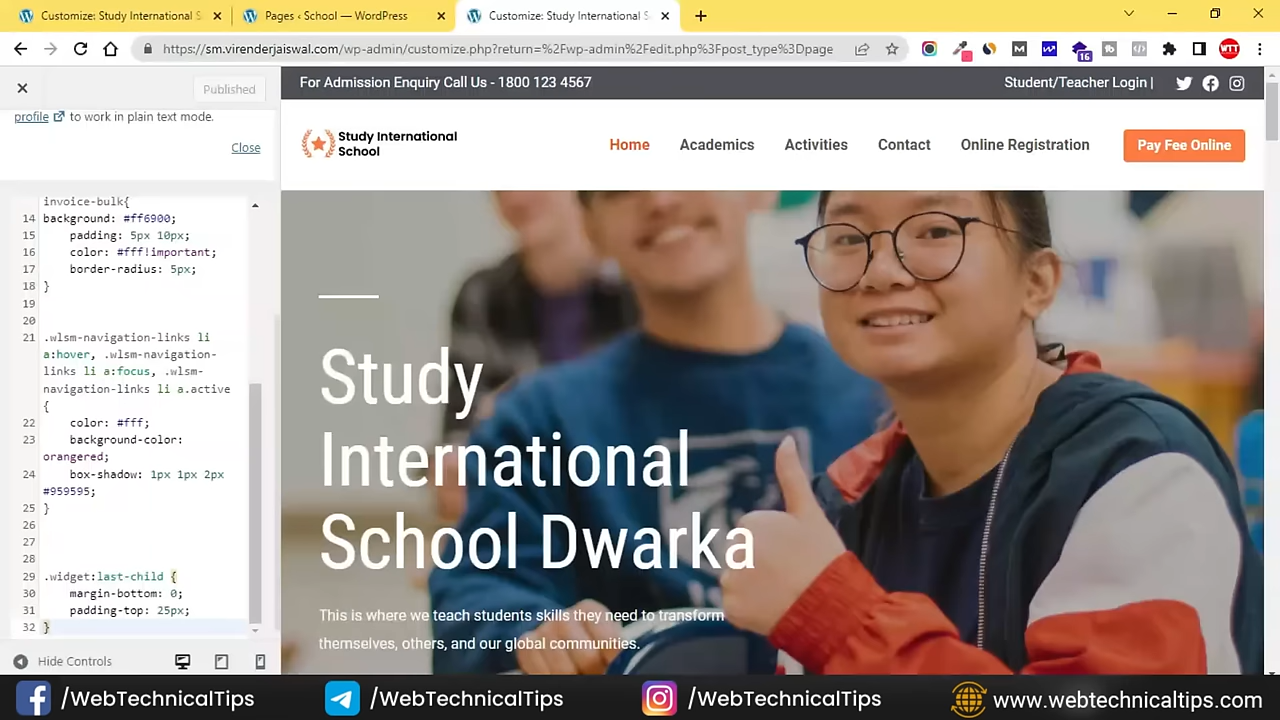 Customize: Study International S
Pages ‹ School — WordPress
Customize: Study International S
https://sm.virenderjaiswal.com/wp-admin/customize.php?return=%2Fwp-admin%2Fedit.php%3Fpost_type%3Dpage
16
WTT
Published
profile to work in plain text mode.
Close
invoice-bulk{
14 background: #ff6900;
15 padding: 5px 10px;
16 color: #fff!important;
17 border-radius: 5px;
18 }
19
20
21 .wlsm-navigation-links li
a:hover, .wlsm-navigation-
links li a:focus, .wlsm-
navigation-links li a.active
{
22 color: #fff;
23 background-color:
orangered;
24 box-shadow: 1px 1px 2px
#959595;
25 }
26
27
28
29 .widget:last-child {
30 margin-bottom: 0;
31 padding-top: 25px;
32 }
Hide Controls
For Admission Enquiry Call Us - 1800 123 4567
Student/Teacher Login |
Study International
School
Home Academics Activities Contact Online Registration Pay Fee Online
Study
International
School Dwarka
This is where we teach students skills they need to transform
themselves, others, and our global communities.
/WebTechnicalTips /WebTechnicalTips /WebTechnicalTips www.webtechnicaltips.com